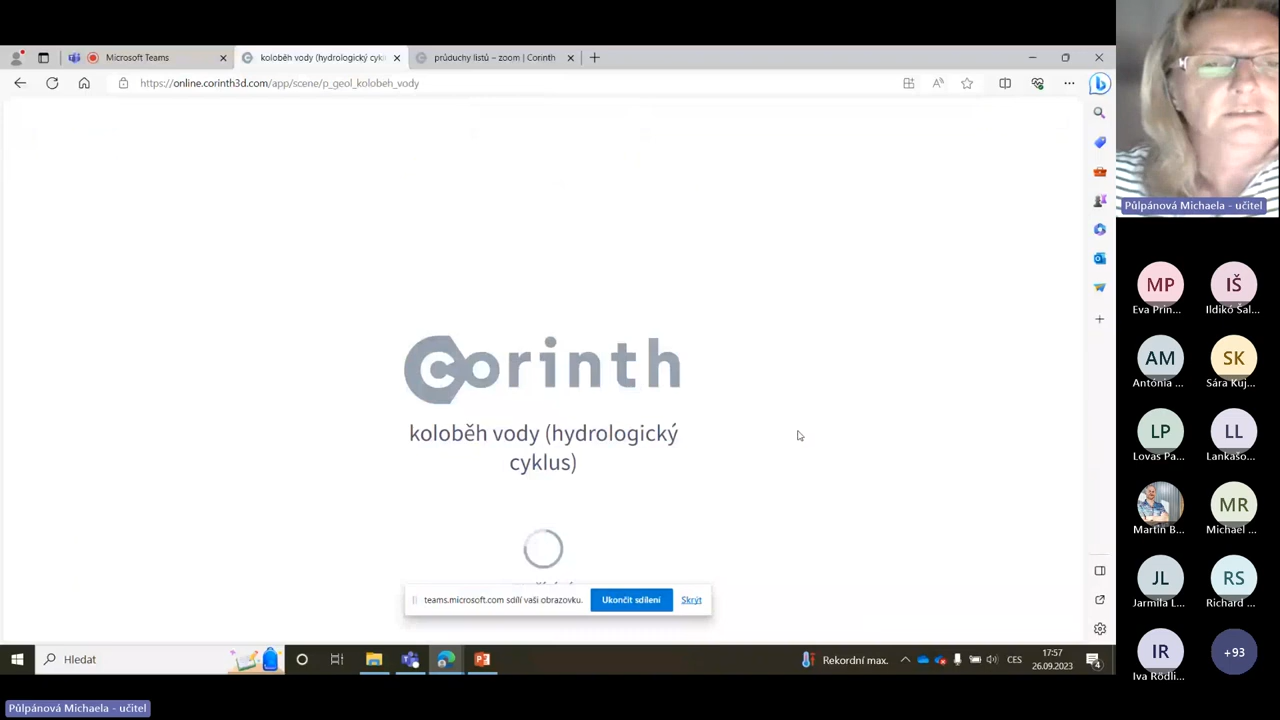 Microsoft Teams
koloběh vody (hydrologický cykl
průduchy listů – zoom | Corinth
https://online.corinth3d.com/app/scene/p_geol_kolobeh_vody
Půlpánová Michaela - učitel
MP
Eva Prin...
IŠ
Ildikó Šal...
AM
Antónia ...
SK
Sára Kuj...
LP
Lovas Pa...
LL
Lankašo...
Martin B...
MR
Michael ...
JL
Jarmila L...
RS
Richard ...
IR
Iva Rödli...
+93
corinth
koloběh vody (hydrologický
cyklus)
teams.microsoft.com sdílí vaši obrazovku.
Ukončit sdílení
Skrýt
Hledat
Rekordní max.
CES
17:57
26.09.2023
4
Půlpánová Michaela - učitel